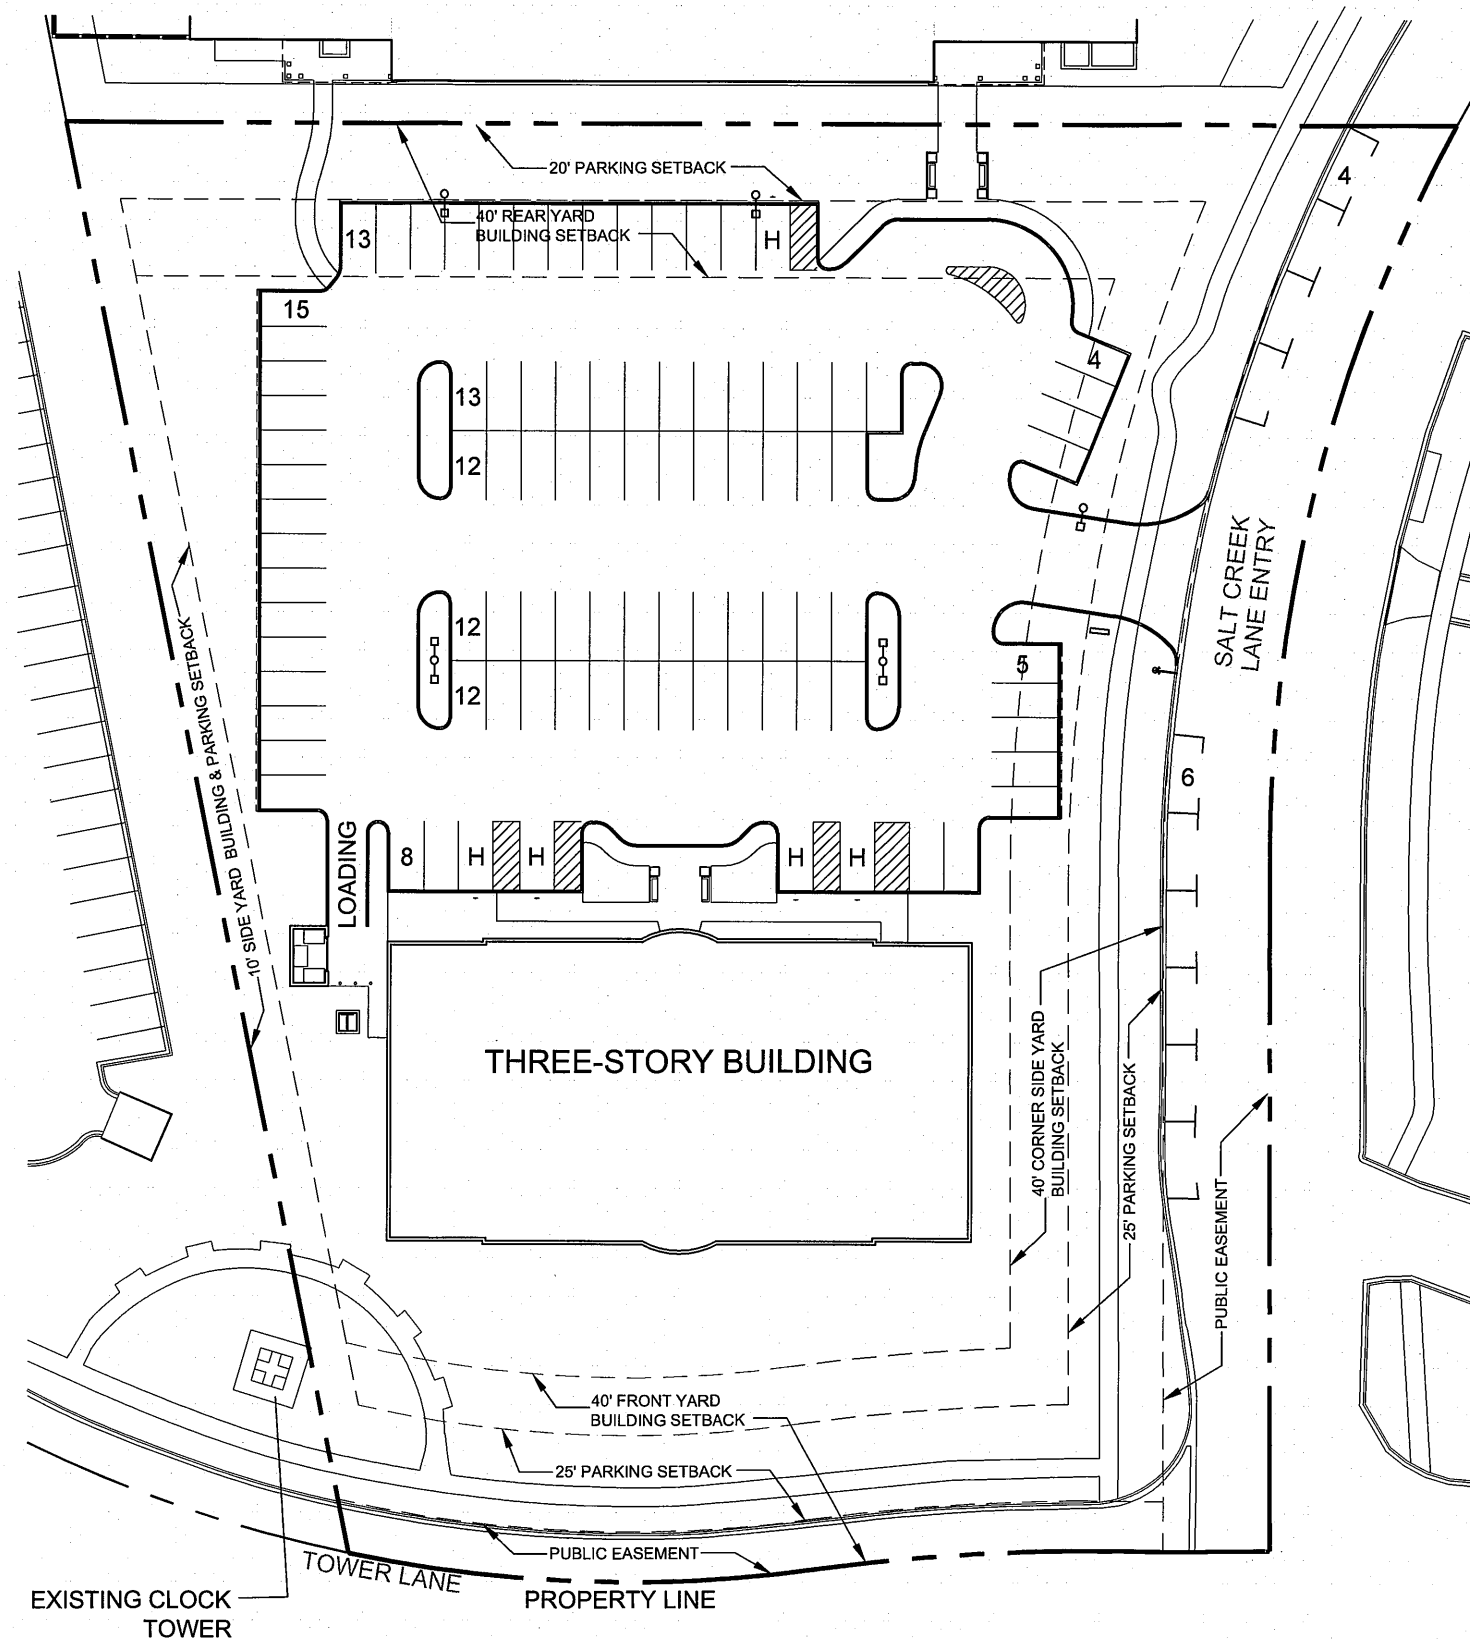 20' PARKING SETBACK
4
40' REAR YARD
BUILDING SETBACK
13
H
15
4
13
12
SALT CREEK
LANE ENTRY
12
12
5
10' SIDE YARD BUILDING & PARKING SETBACK
6
LOADING
8
H
H
H
H
THREE-STORY BUILDING
40' CORNER SIDE YARD
BUILDING SETBACK
25' PARKING SETBACK
PUBLIC EASEMENT
40' FRONT YARD
BUILDING SETBACK
25' PARKING SETBACK
PUBLIC EASEMENT
TOWER LANE
PROPERTY LINE
EXISTING CLOCK
TOWER